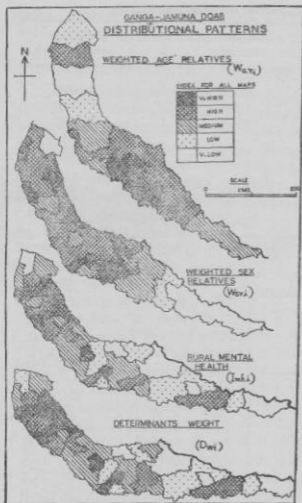 GANGA-JAMUNA DOAB
DISTRIBUTIONAL PATTERNS
N
WEIGHTED AGE RELATIVES
INDEX FOR ALL MAPS
V. HIGH
HIGH
MEDIUM
LOW
V. LOW
SCALE
WEIGHTED SEX
RELATIVES
RURAL MENTAL
HEALTH
DETERMINANTS WEIGHT